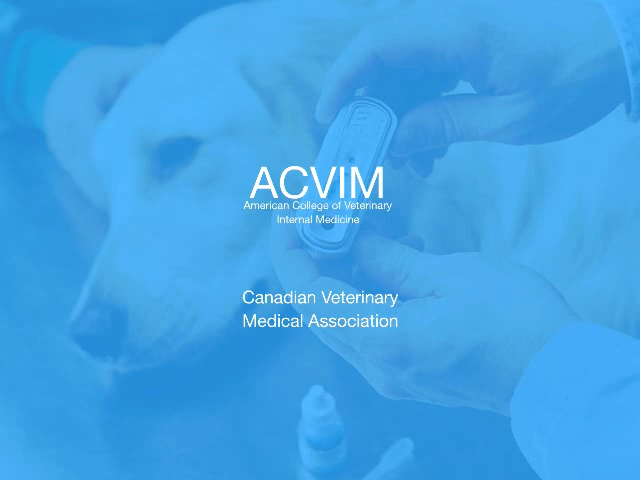 ACVIM
American College of Veterinary
Internal Medicine
Canadian Veterinary
Medical Association